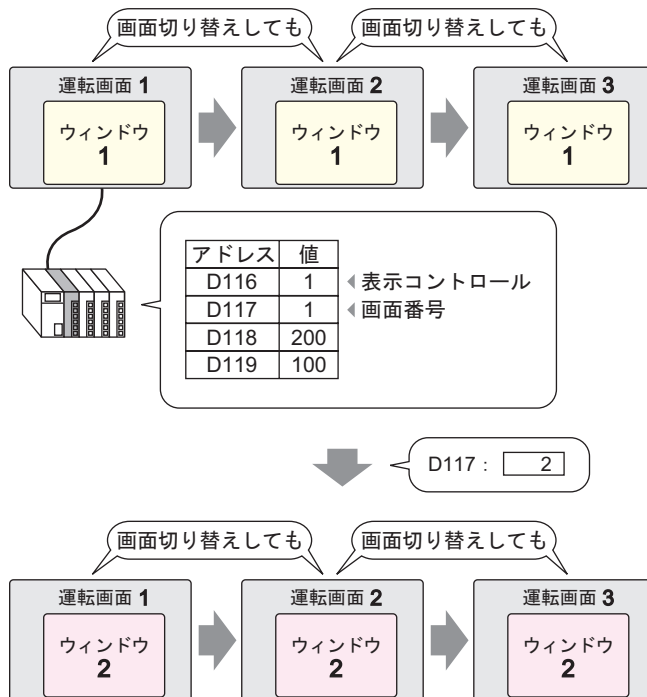 画面切り替えしても 画面切り替えしても
運転画面 1 運転画面 2 運転画面 3
ウィンドウ ウィンドウ ウィンドウ
1 1 1
アドレス 値
D116 1 表示コントロール
D117 1 画面番号
D118 200
D119 100
D117 : 2
画面切り替えしても 画面切り替えしても
運転画面 1 運転画面 2 運転画面 3
ウィンドウ ウィンドウ ウィンドウ
2 2 2